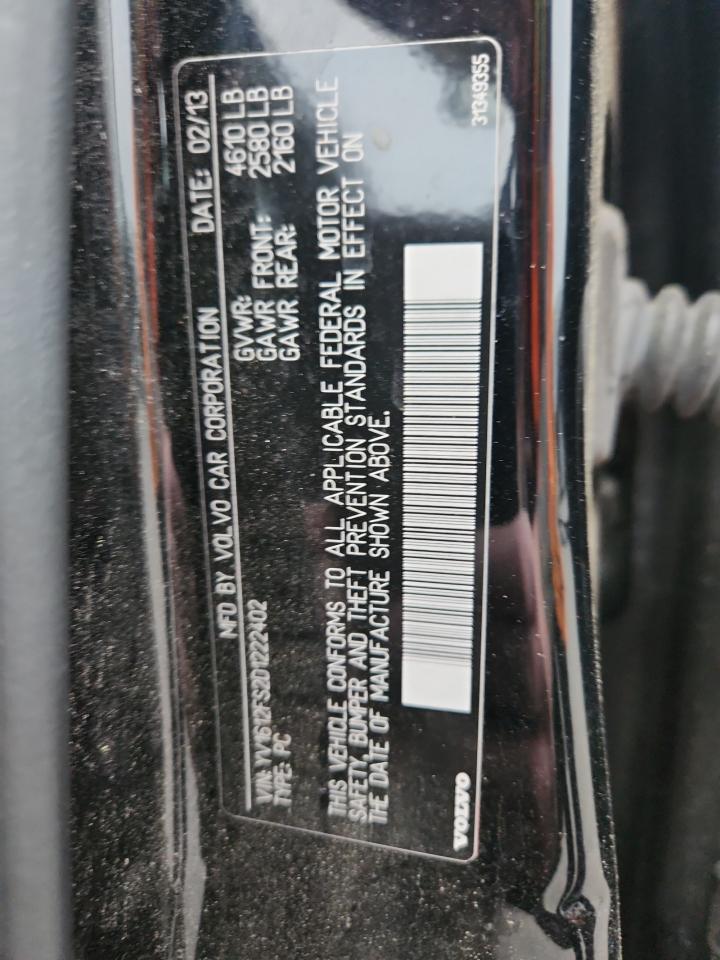 MFD BY VOLVO CAR CORPORATION DATE: 02/13
VIN: YV1612FS2D1222402 GVWR: 4610 LB
TYPE: PC GAWR FRONT: 2580 LB
GAWR REAR: 2160 LB
THIS VEHICLE CONFORMS TO ALL APPLICABLE FEDERAL MOTOR VEHICLE
SAFETY, BUMPER AND THEFT PREVENTION STANDARDS IN EFFECT ON
THE DATE OF MANUFACTURE SHOWN ABOVE.
VOLVO 31349355